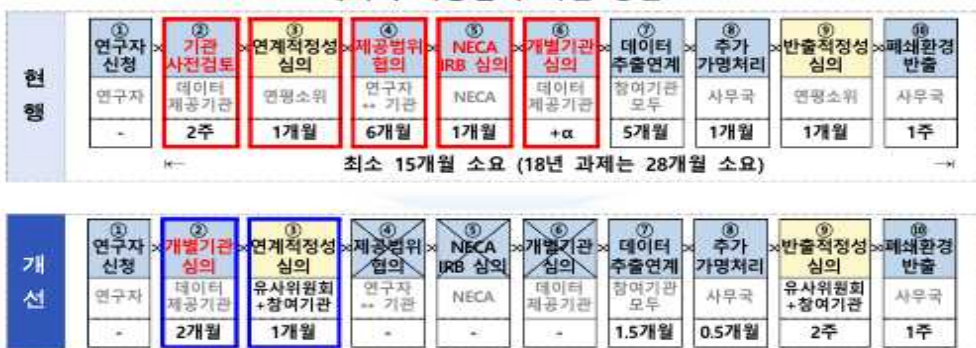 현
행
① ② ③ ④ ⑤ ⑥ ⑦ ⑧ ⑨ ⑩
연구자 기관 연계적정성 제공범위 NECA 개별기관 데이터 추가 반출적정성 폐쇄환경
신청 사전검토 심의 협의 IRB 심의 심의 추출연계 가명처리 심의 반출
연구자 데이터 연평소위 연구자 NECA 데이터 참여기관 사무국 연평소위 사무국
제공기관 ↔ 기관 제공기관 모두
- 2주 1개월 6개월 1개월 +α 5개월 1개월 1개월 1주
최소 15개월 소요 (18년 과제는 28개월 소요)
개
선
① ② ③ ④ ⑤ ⑥ ⑦ ⑧ ⑨ ⑩
연구자 개별기관 연계적정성 제공범위 NECA 개별기관 데이터 추가 반출적정성 폐쇄환경
신청 심의 심의 협의 IRB 심의 심의 추출연계 가명처리 심의 반출
연구자 데이터 유사위원회 연구자 NECA 데이터 참여기관 사무국 유사위원회 사무국
제공기관 +참여기관 ↔ 기관 제공기관 모두 +참여기관
- 2개월 1개월 - - - 1.5개월 0.5개월 2주 1주